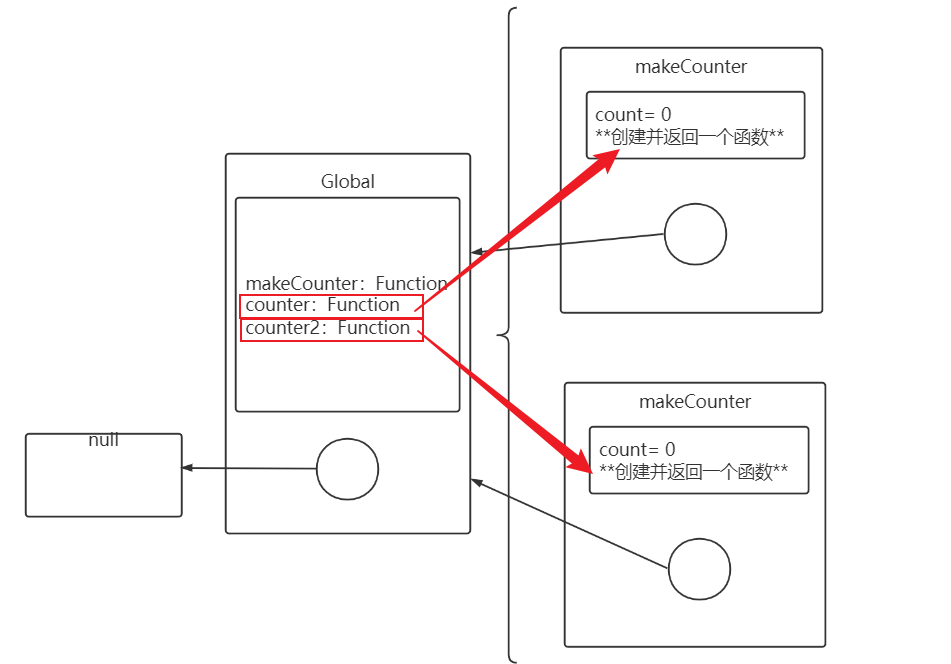 makeCounter
count= 0
**创建并返回一个函数**
Global
makeCounter：Function
counter：Function
counter2：Function
null
makeCounter
count= 0
**创建并返回一个函数**